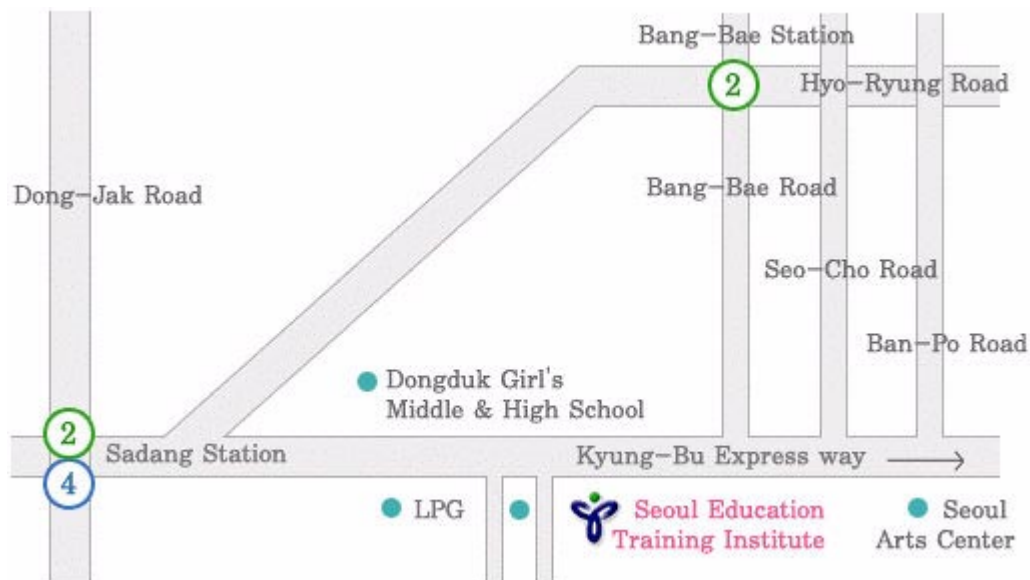 Bang-Bae Station
2
Hyo-Ryung Road
Dong-Jak Road
Bang-Bae Road
Seo-Cho Road
Ban-Po Road
Dongduk Girl's
Middle & High School
2
Sadang Station
Kyung-Bu Express way
4
LPG
Seoul Education
Training Institute
Seoul
Arts Center